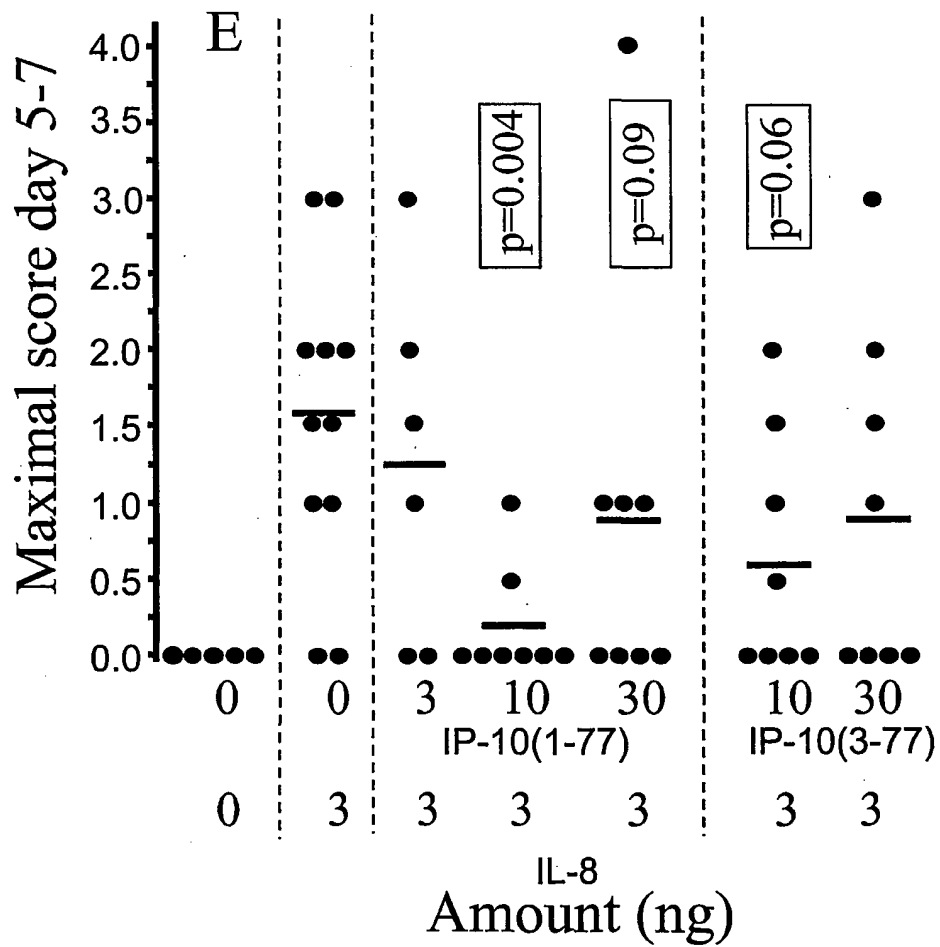 E
Maximal score day 5-7
4.0
3.5
3.0
2.5
2.0
1.5
1.0
0.5
0.0
p=0.004
p=0.09
p=0.06
0 0 3 10 30 10 30
IP-10(1-77) IP-10(3-77)
0 3 3 3 3 3 3
IL-8
Amount (ng)